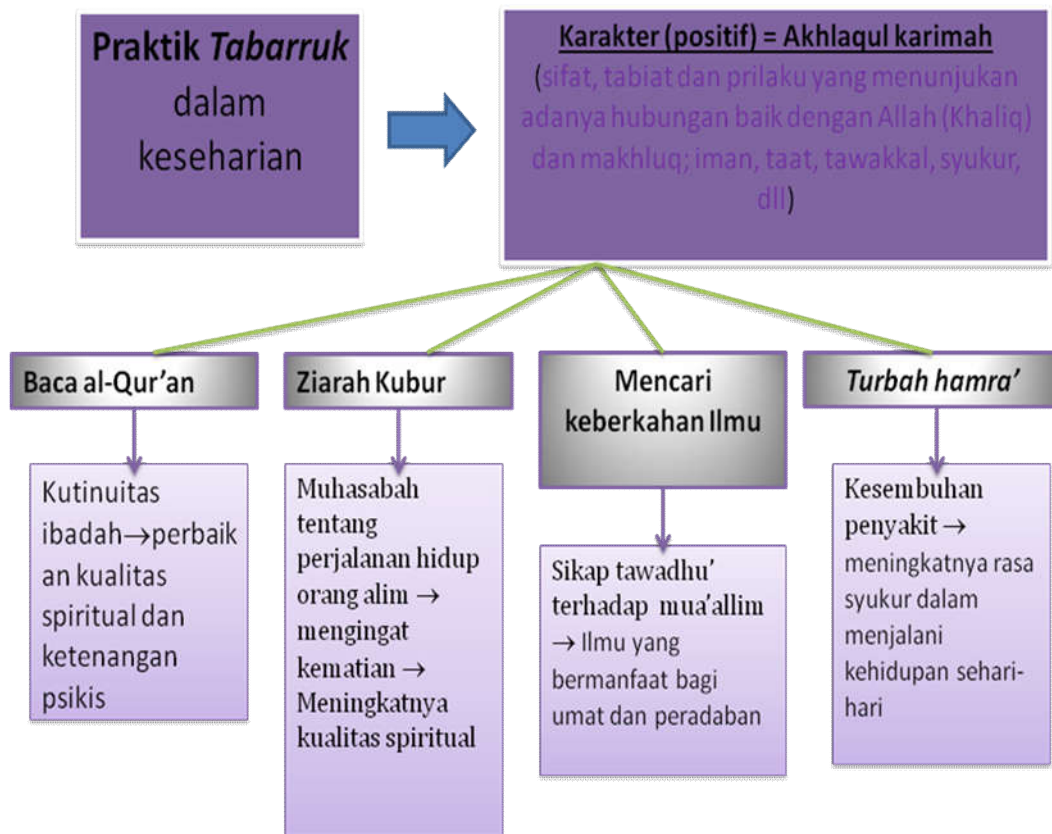 Praktik Tabarruk
dalam
keseharian
Karakter (positif) = Akhlaqul karimah
(sifat, tabiat dan prilaku yang menunjukan
adanya hubungan baik dengan Allah (Khaliq)
dan makhluq; iman, taat, tawakkal, syukur,
dll)
Baca al-Qur'an
Ziarah Kubur
Mencari
keberkahan Ilmu
Turbah hamra'
Kutinuitas
ibadah→perbaik
an kualitas
spiritual dan
ketenangan
psikis
Muhasabah
tentang
perjalanan hidup
orang alim →
mengingat
kematian →
Meningkatnya
kualitas spiritual
Sikap tawadhu'
terhadap mua'allim
→ Ilmu yang
bermanfaat bagi
umat dan peradaban
Kesembuhan
penyakit →
meningkatnya rasa
syukur dalam
menjalani
kehidupan sehari-
hari